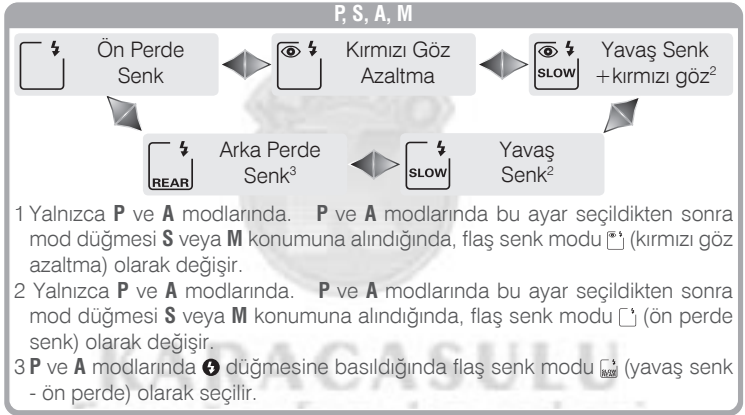 P, S, A, M
Ön Perde Senk
Kırmızı Göz Azaltma
SLOW
Yavaş Senk +kırmızı göz²
REAR
Arka Perde Senk³
SLOW
Yavaş Senk²
1 Yalnızca P ve A modlarında. P ve A modlarında bu ayar seçildikten sonra
mod düğmesi S veya M konumuna alındığında, flaş senk modu (kırmızı göz
azaltma) olarak değişir.
2 Yalnızca P ve A modlarında. P ve A modlarında bu ayar seçildikten sonra
mod düğmesi S veya M konumuna alındığında, flaş senk modu (ön perde
senk) olarak değişir.
3 P ve A modlarında düğmesine basıldığında flaş senk modu (yavaş senk
- ön perde) olarak seçilir.
KARACASULU